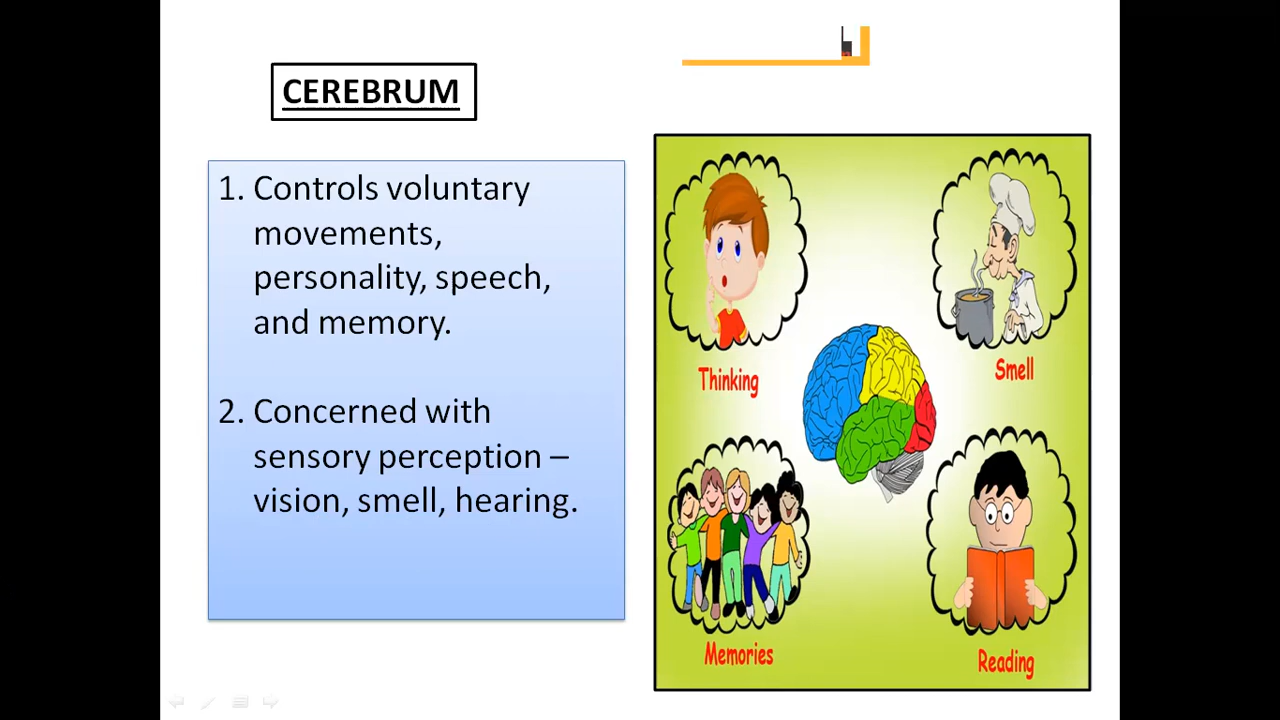 CEREBRUM
1. Controls voluntary
movements,
personality, speech,
and memory.
2. Concerned with
sensory perception –
vision, smell, hearing.
Thinking
Smell
Memories
Reading